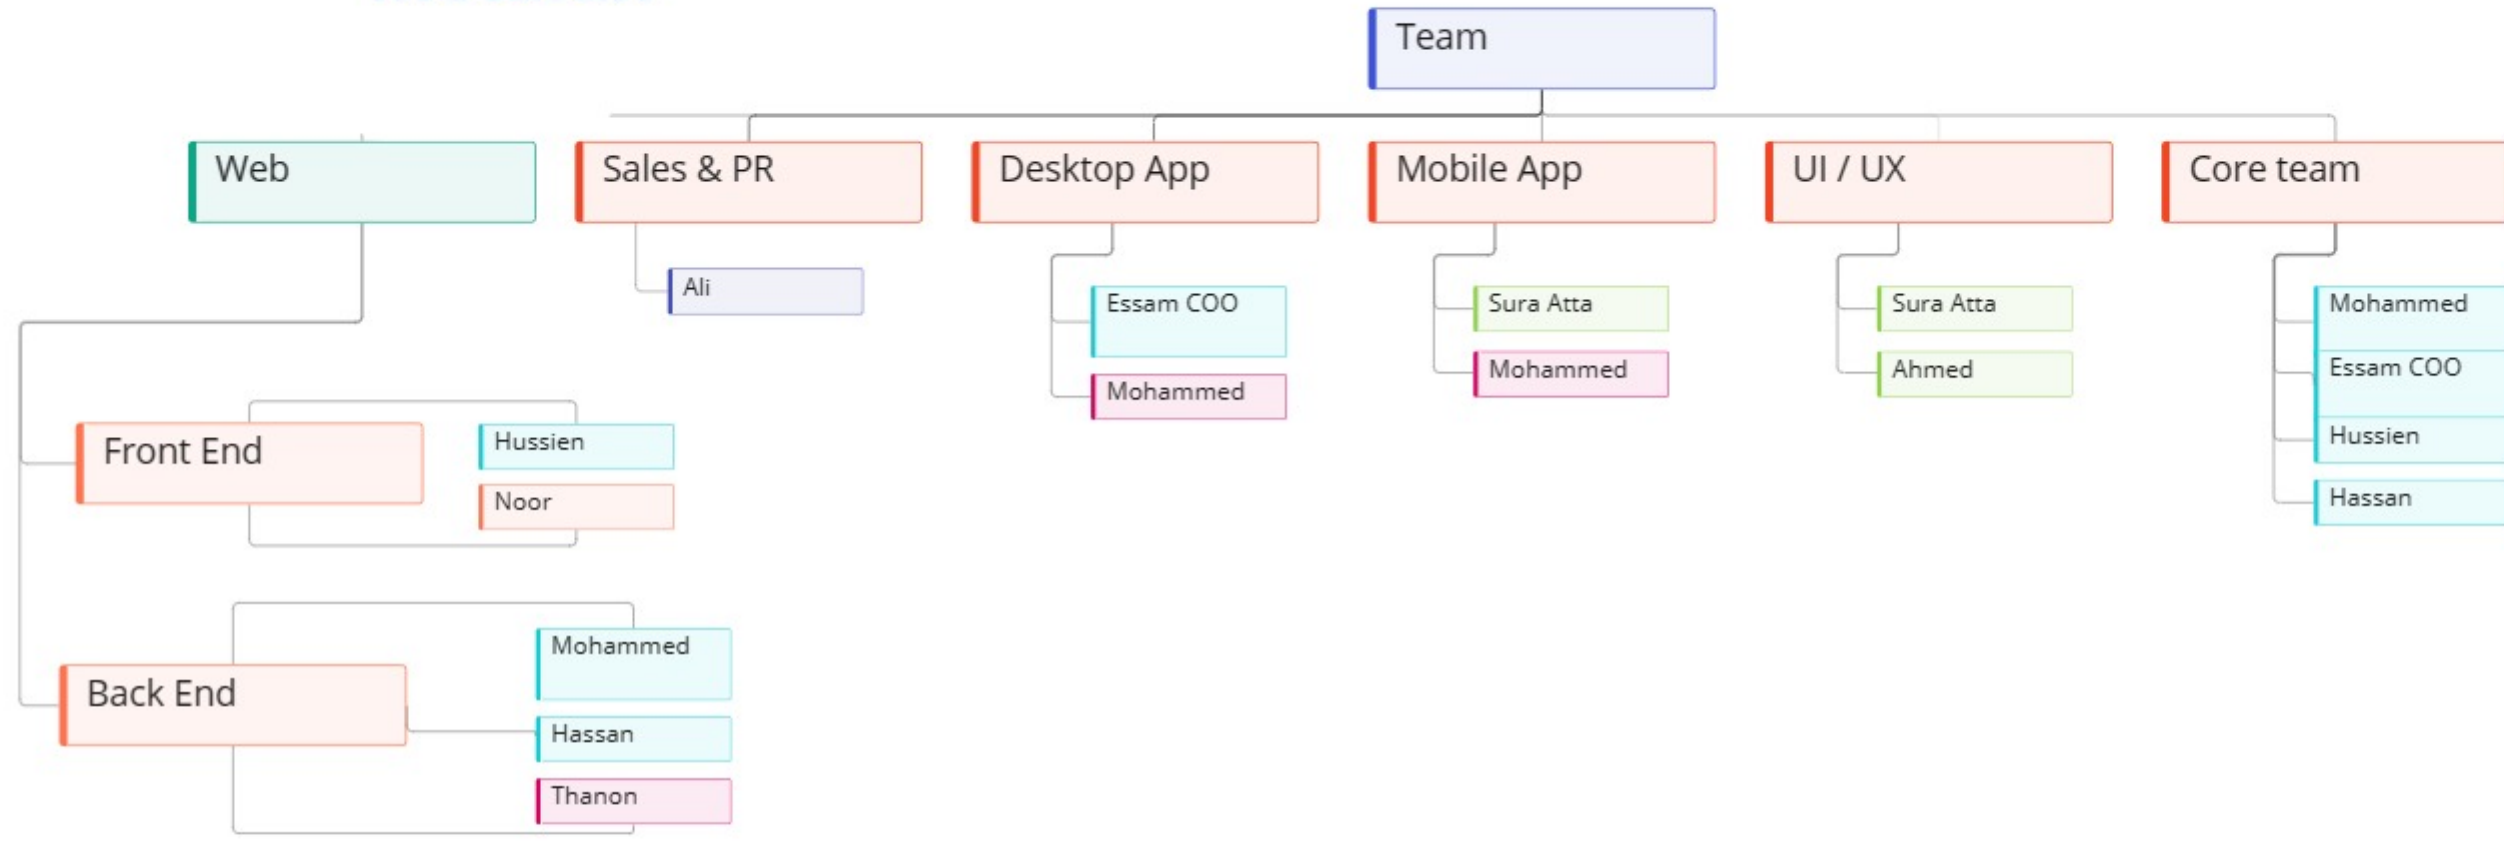 Team
Web
Sales & PR
Desktop App
Mobile App
UI / UX
Core team
Ali
Essam COO
Mohammed
Sura Atta
Mohammed
Sura Atta
Ahmed
Mohammed
Essam COO
Hussien
Hassan
Front End
Hussien
Noor
Back End
Mohammed
Hassan
Thanon